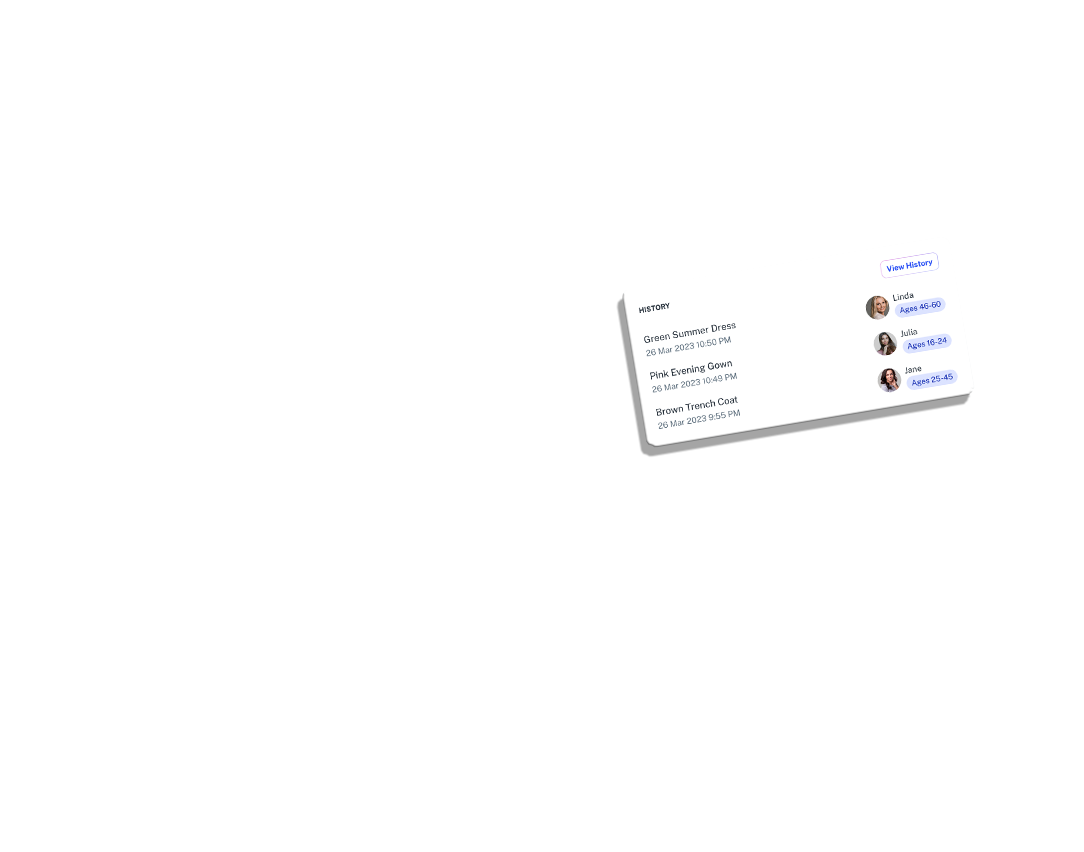 View History
HISTORY
Linda
Ages 46-60
Green Summer Dress
26 Mar 2023 10:50 PM
Julia
Ages 16-24
Pink Evening Gown
26 Mar 2023 10:49 PM
Jane
Ages 25-45
Brown Trench Coat
26 Mar 2023 9:55 PM